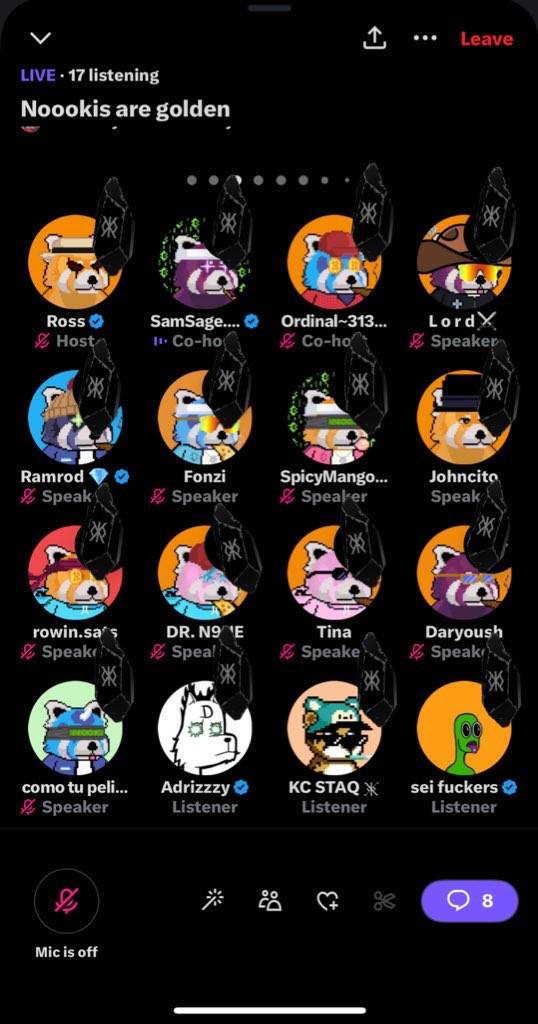 Leave
LIVE · 17 listening
Noookis are golden
Ross SamSage.... Ordinal~313... L o r d
Host Co-host Co-host Speaker
Ramrod Fonzi SpicyMango... Johncito
Speaker Speaker Speaker Speaker
rowin.sats DR. Tina Daryoush
Speaker Speaker Speaker Speaker
como tu peli... Adrizzzy KC STAQ sei fuckers
Speaker Listener Listener Listener
8
Mic is off